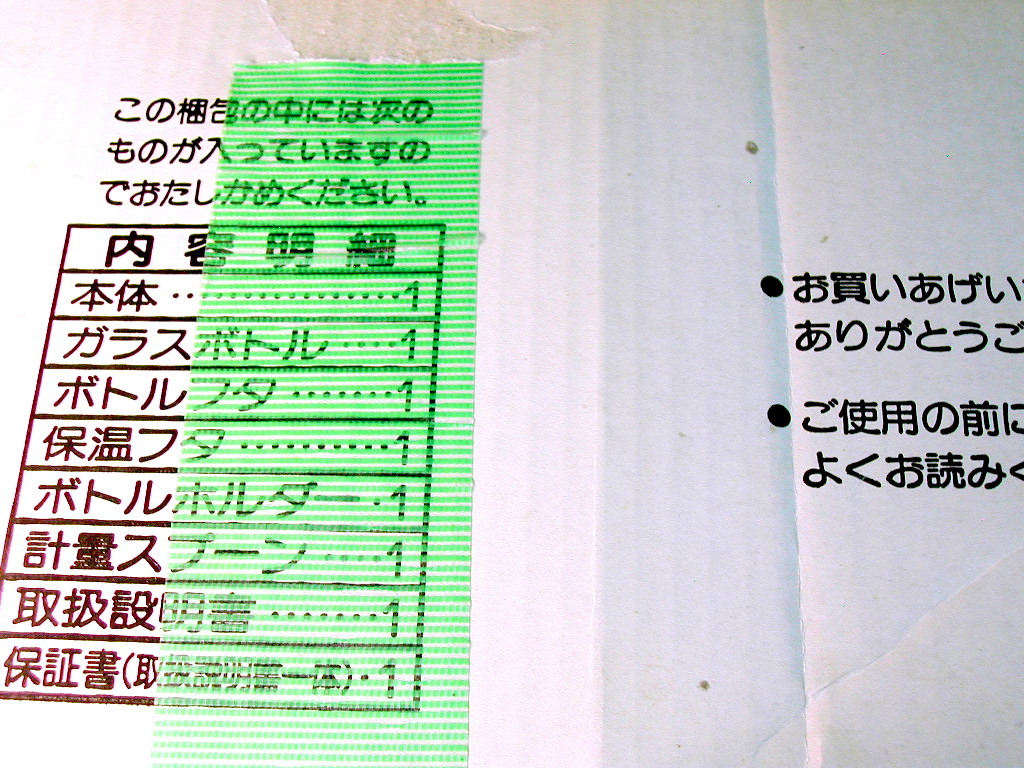 この梱包の中には次の
ものが入っていますの
でおたしかめください。
内容明細
本体················1
ガラスボトル·····1
ボトルフタ·······1
保温フタ··········1
ボトルホルダー·1
計量スプーン·····1
取扱説明書·······1
保証書(取扱説明書一体)·1
●お買いあげい
ありがとうご
●ご使用の前に
よくお読みく